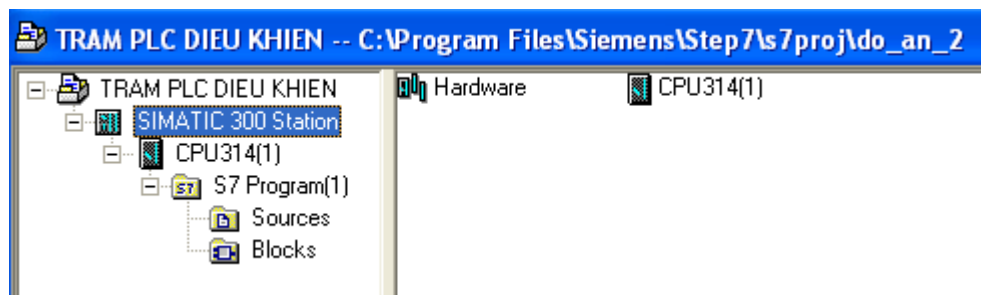 TRAM PLC DIEU KHIEN -- C:\Program Files\Siemens\Step7\s7proj\do_an_2
TRAM PLC DIEU KHIEN
SIMATIC 300 Station
CPU314(1)
S7 Program(1)
Sources
Blocks
Hardware
CPU314(1)